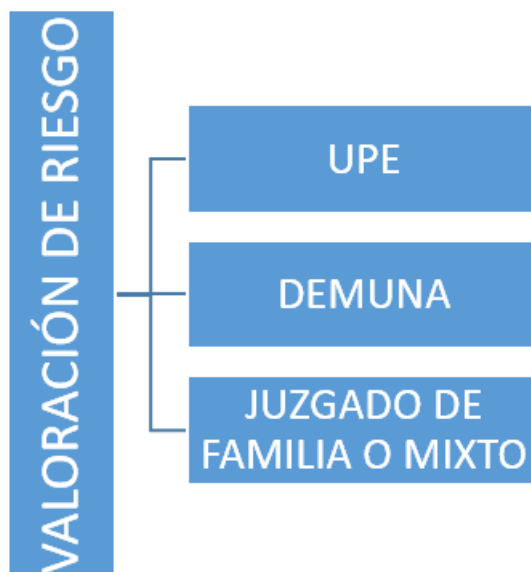 VALORACIÓN DE RIESGO
UPE
DEMUNA
JUZGADO DE
FAMILIA O MIXTO